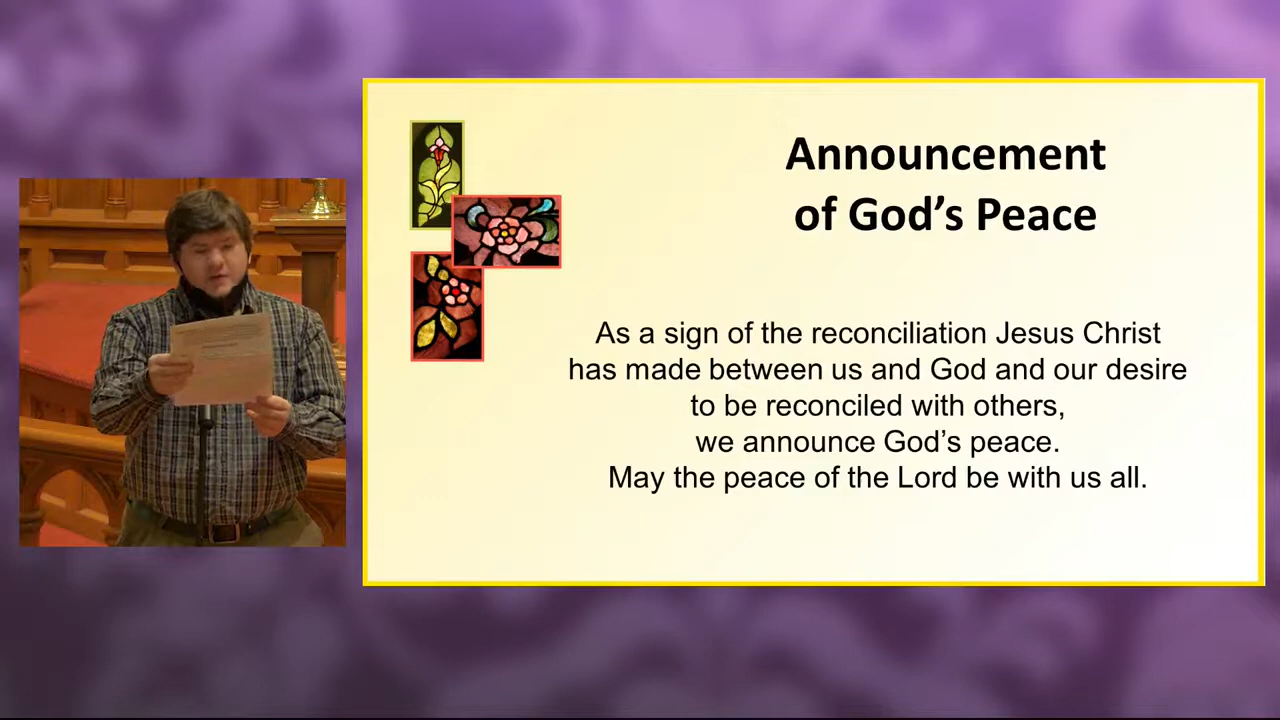 Announcement
of God’s Peace
As a sign of the reconciliation Jesus Christ
has made between us and God and our desire
to be reconciled with others,
we announce God’s peace.
May the peace of the Lord be with us all.